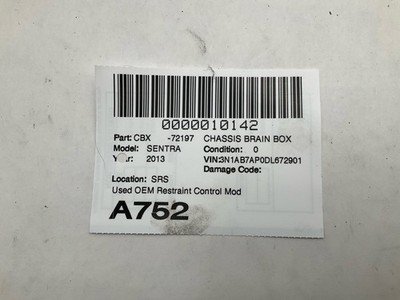 0000010142
Part: CBX -72197 CHASSIS BRAIN BOX
Model: SENTRA Condition: 0
Year: 2013 VIN:3N1AB7AP0DL672901
Damage Code:
Location: SRS
Used OEM Restraint Control Mod
A752